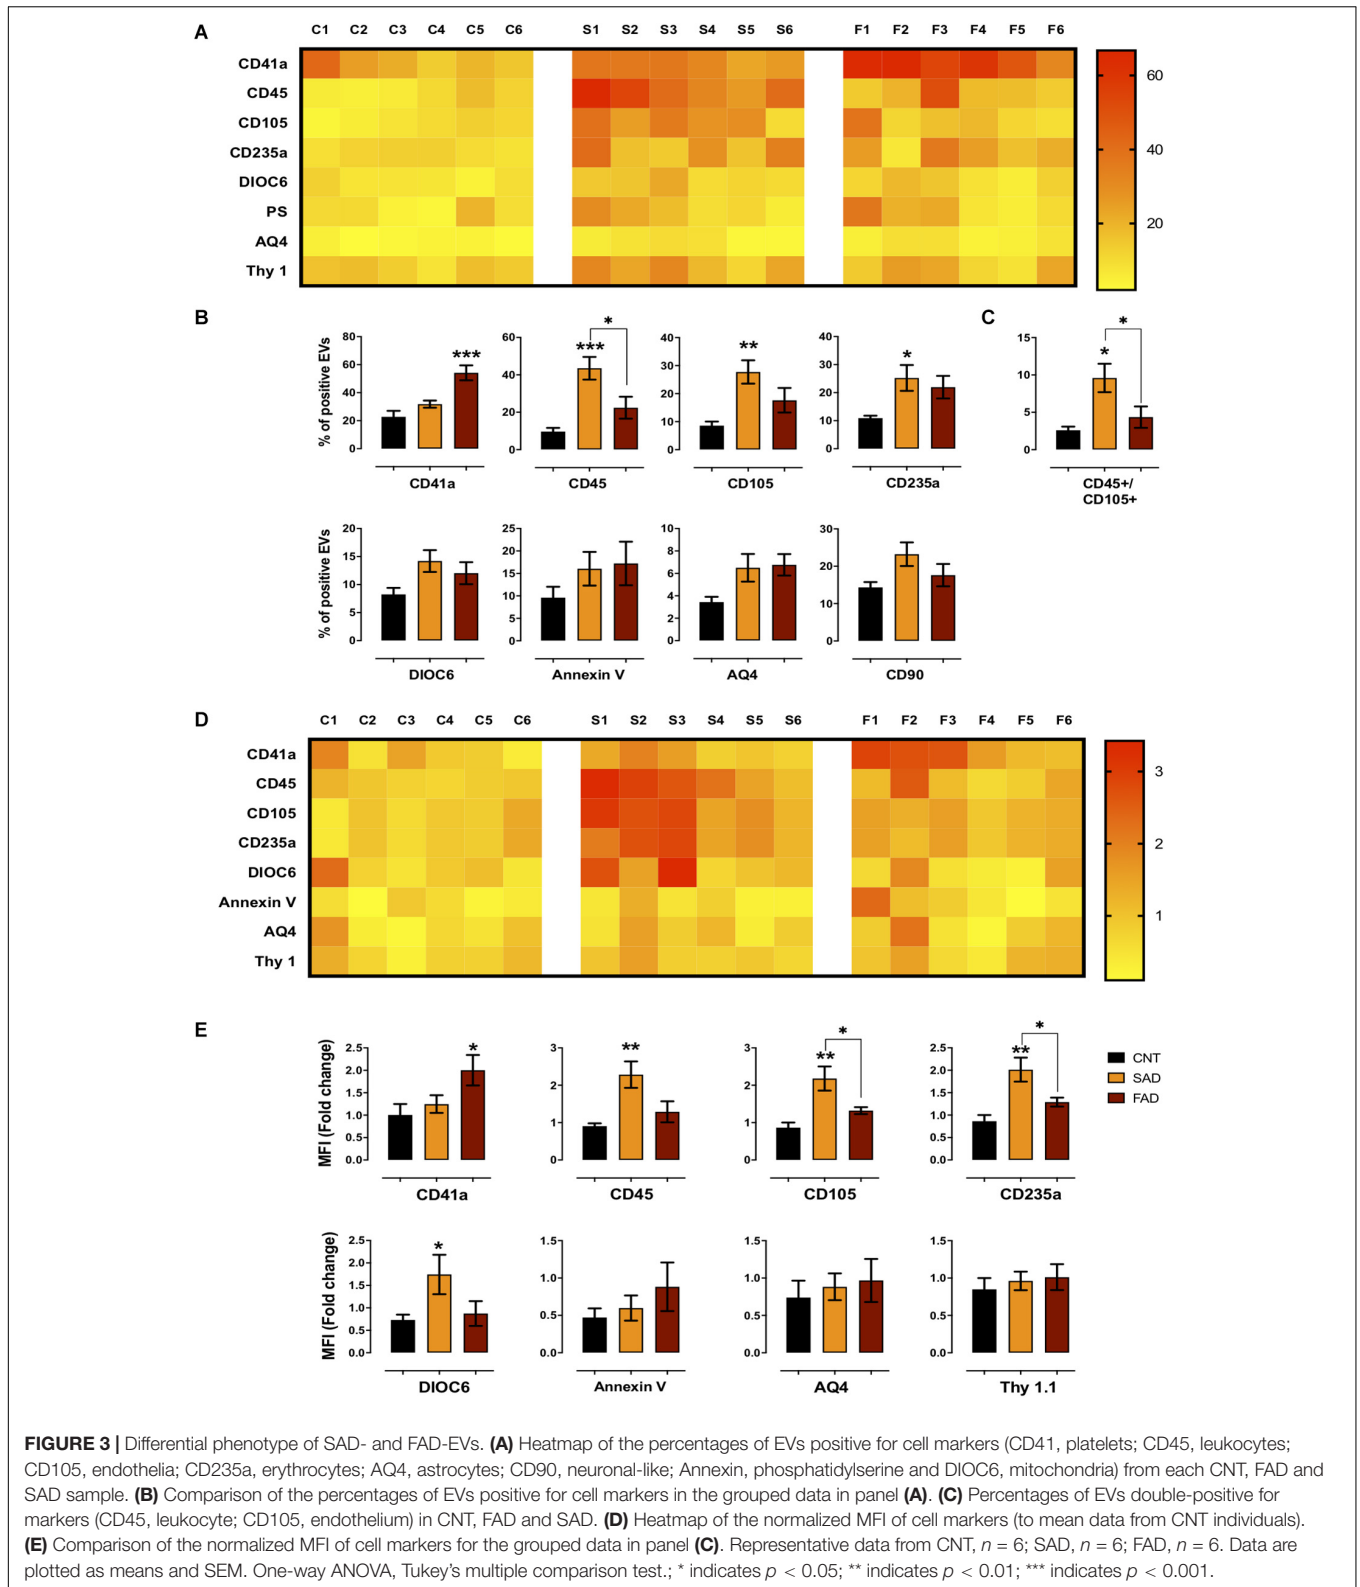 A
C1 C2 C3 C4 C5 C6 S1 S2 S3 S4 S5 S6 F1 F2 F3 F4 F5 F6
CD41a
CD45
CD105
CD235a
DIOC6
PS
AQ4
Thy 1
60
40
20
B
% of positive EVs
80
60
40
20
0
***
CD41a
60
40
20
0
***
*
CD45
40
30
20
10
0
**
CD105
40
30
20
10
0
*
CD235a
C
15
10
5
0
*
*
CD45+/
CD105+
% of positive EVs
20
15
10
5
0
DIOC6
25
20
15
10
5
0
Annexin V
10
8
6
4
2
0
AQ4
30
20
10
0
CD90
D
C1 C2 C3 C4 C5 C6 S1 S2 S3 S4 S5 S6 F1 F2 F3 F4 F5 F6
CD41a
CD45
CD105
CD235a
DIOC6
Annexin V
AQ4
Thy 1
3
2
1
E
MFI (Fold change)
2.5
2.0
1.5
1.0
0.5
0.0
*
CD41a
3
2
1
0
**
CD45
3
2
1
0
**
*
CD105
2.5
2.0
1.5
1.0
0.5
0.0
**
*
CD235a
CNT
SAD
FAD
MFI (Fold change)
2.5
2.0
1.5
1.0
0.5
0.0
*
DIOC6
1.5
1.0
0.5
0.0
Annexin V
1.5
1.0
0.5
0.0
AQ4
1.5
1.0
0.5
0.0
Thy 1.1
FIGURE 3 | Differential phenotype of SAD- and FAD-EVs. (A) Heatmap of the percentages of EVs positive for cell markers (CD41, platelets; CD45, leukocytes;
CD105, endothelia; CD235a, erythrocytes; AQ4, astrocytes; CD90, neuronal-like; Annexin, phosphatidylserine and DIOC6, mitochondria) from each CNT, FAD and
SAD sample. (B) Comparison of the percentages of EVs positive for cell markers in the grouped data in panel (A). (C) Percentages of EVs double-positive for
markers (CD45, leukocyte; CD105, endothelium) in CNT, FAD and SAD. (D) Heatmap of the normalized MFI of cell markers (to mean data from CNT individuals).
(E) Comparison of the normalized MFI of cell markers for the grouped data in panel (C). Representative data from CNT, n = 6; SAD, n = 6; FAD, n = 6. Data are
plotted as means and SEM. One-way ANOVA, Tukey's multiple comparison test.; * indicates p < 0.05; ** indicates p < 0.01; *** indicates p < 0.001.